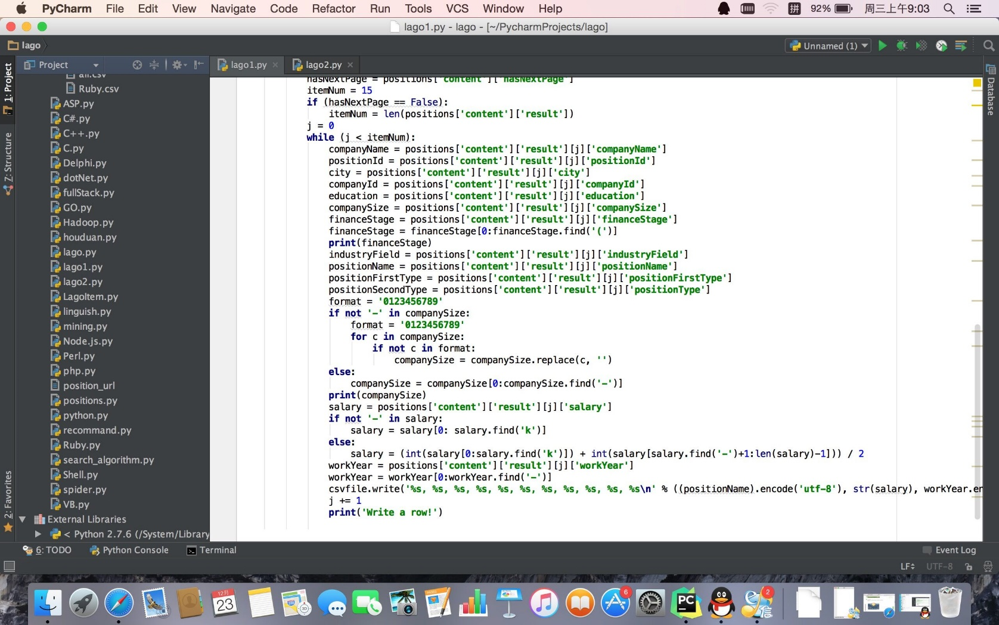 PyCharm File Edit View Navigate Code Refactor Run Tools VCS Window Help 拼 92% 周三上午9:03
lago1.py - lago - [~/PycharmProjects/lago]
lago Unnamed (1)
Project lago1.py lago2.py
1: Project
7: Structure
2: Favorites
Database
all.csv
Ruby.csv
ASP.py
C#.py
C++.py
C.py
Delphi.py
dotNet.py
fullStack.py
GO.py
Hadoop.py
houduan.py
lago.py
lago1.py
lago2.py
LagoItem.py
linguish.py
mining.py
Node.js.py
Perl.py
php.py
position_url
positions.py
python.py
recommand.py
Ruby.py
search_algorithm.py
Shell.py
spider.py
VB.py
External Libraries
< Python 2.7.6 (/System/Library
hasNextPage = positions['content']['hasNextPage']
itemNum = 15
if (hasNextPage == False):
itemNum = len(positions['content']['result'])
j = 0
while (j < itemNum):
companyName = positions['content']['result'][j]['companyName']
positionId = positions['content']['result'][j]['positionId']
city = positions['content']['result'][j]['city']
companyId = positions['content']['result'][j]['companyId']
education = positions['content']['result'][j]['education']
companySize = positions['content']['result'][j]['companySize']
financeStage = positions['content']['result'][j]['financeStage']
financeStage = financeStage[0:financeStage.find('(')]
print(financeStage)
industryField = positions['content']['result'][j]['industryField']
positionName = positions['content']['result'][j]['positionName']
positionFirstType = positions['content']['result'][j]['positionFirstType']
positionSecondType = positions['content']['result'][j]['positionType']
format = '0123456789'
if not '-' in companySize:
format = '0123456789'
for c in companySize:
if not c in format:
companySize = companySize.replace(c, '')
else:
companySize = companySize[0:companySize.find('-')]
print(companySize)
salary = positions['content']['result'][j]['salary']
if not '-' in salary:
salary = salary[0: salary.find('k')]
else:
salary = (int(salary[0:salary.find('k')]) + int(salary[salary.find('-')+1:len(salary)-1])) / 2
workYear = positions['content']['result'][j]['workYear']
workYear = workYear[0:workYear.find('-')]
csvfile.write('%s, %s, %s, %s, %s, %s, %s, %s, %s, %s, %s\n' % ((positionName).encode('utf-8'), str(salary), workYear.en
j += 1
print('Write a row!')
6: TODO Python Console Terminal Event Log
LF UTF-8
12月
23
3D
6
PC
2
信